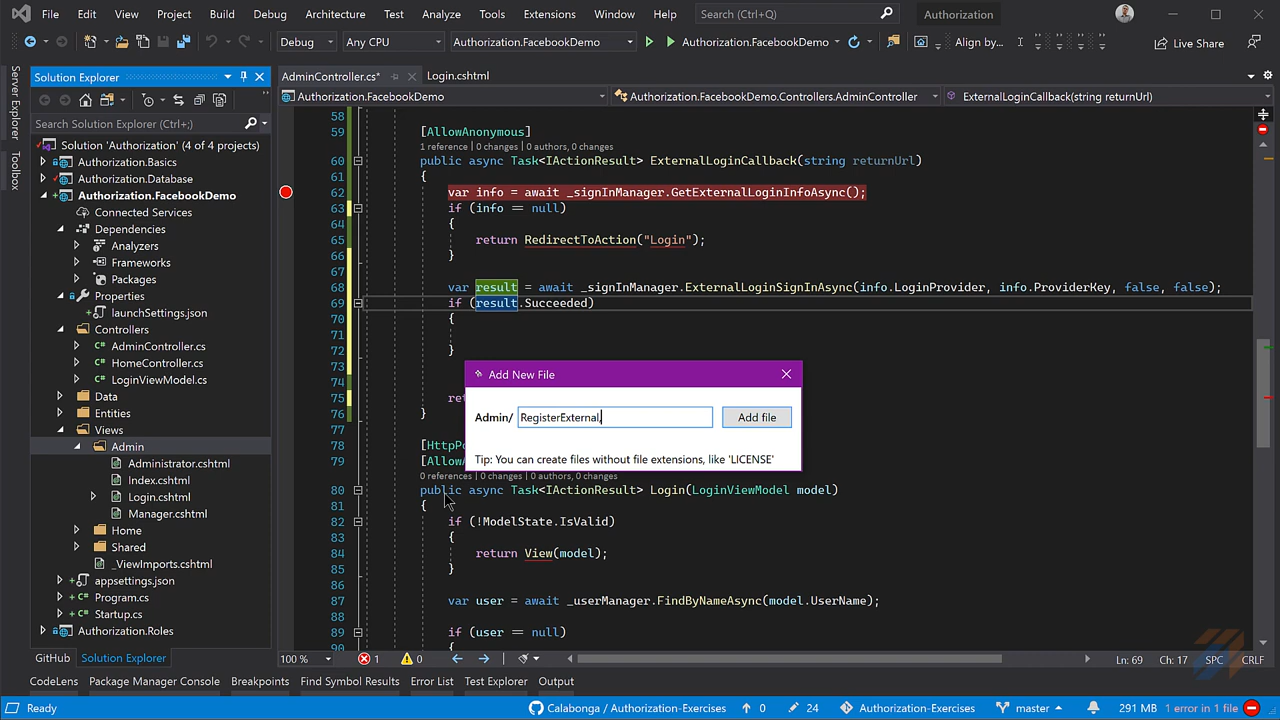 File Edit View Project Build Debug Architecture Test Analyze Tools Extensions Window Help Search (Ctrl+Q) Authorization
Debug Any CPU Authorization.FacebookDemo Authorization.FacebookDemo Align by... Live Share
Server Explorer
Toolbox
Solution Explorer
Search Solution Explorer (Ctrl+;)
Solution 'Authorization' (4 of 4 projects)
Authorization.Basics
Authorization.Database
Authorization.FacebookDemo
Connected Services
Dependencies
Analyzers
Frameworks
Packages
Properties
launchSettings.json
Controllers
AdminController.cs
HomeController.cs
LoginViewModel.cs
Data
Entities
Views
Admin
Administrator.cshtml
Index.cshtml
Login.cshtml
Manager.cshtml
Home
Shared
_ViewImports.cshtml
appsettings.json
Program.cs
Startup.cs
Authorization.Roles
GitHub Solution Explorer
AdminController.cs* Login.cshtml
Authorization.FacebookDemo Authorization.FacebookDemo.Controllers.AdminController ExternalLoginCallback(string returnUrl)
58
59 [AllowAnonymous]
1 reference | 0 changes | 0 authors, 0 changes
60 public async Task<IActionResult> ExternalLoginCallback(string returnUrl)
61 {
62 var info = await _signInManager.GetExternalLoginInfoAsync();
63 if (info == null)
64 {
65 return RedirectToAction("Login");
66 }
67
68 var result = await _signInManager.ExternalLoginSignInAsync(info.LoginProvider, info.ProviderKey, false, false);
69 if (result.Succeeded)
70 {
71
72 }
73
74
75 re
76 }
78 [HttpPo
79 [AllowA
0 references | 0 changes | 0 authors, 0 changes
80 public async Task<IActionResult> Login(LoginViewModel model)
81 {
82 if (!ModelState.IsValid)
83 {
84 return View(model);
85 }
86
87 var user = await _userManager.FindByNameAsync(model.UserName);
88
89 if (user == null)
90 {
Add New File
Admin/ RegisterExternal, Add file
Tip: You can create files without file extensions, like 'LICENSE'
100 % 1 0 Ln: 69 Ch: 17 SPC CRLF
CodeLens Package Manager Console Breakpoints Find Symbol Results Error List Test Explorer Output
Ready Calabonga / Authorization-Exercises 0 24 Authorization-Exercises master 291 MB 1 error in 1 file